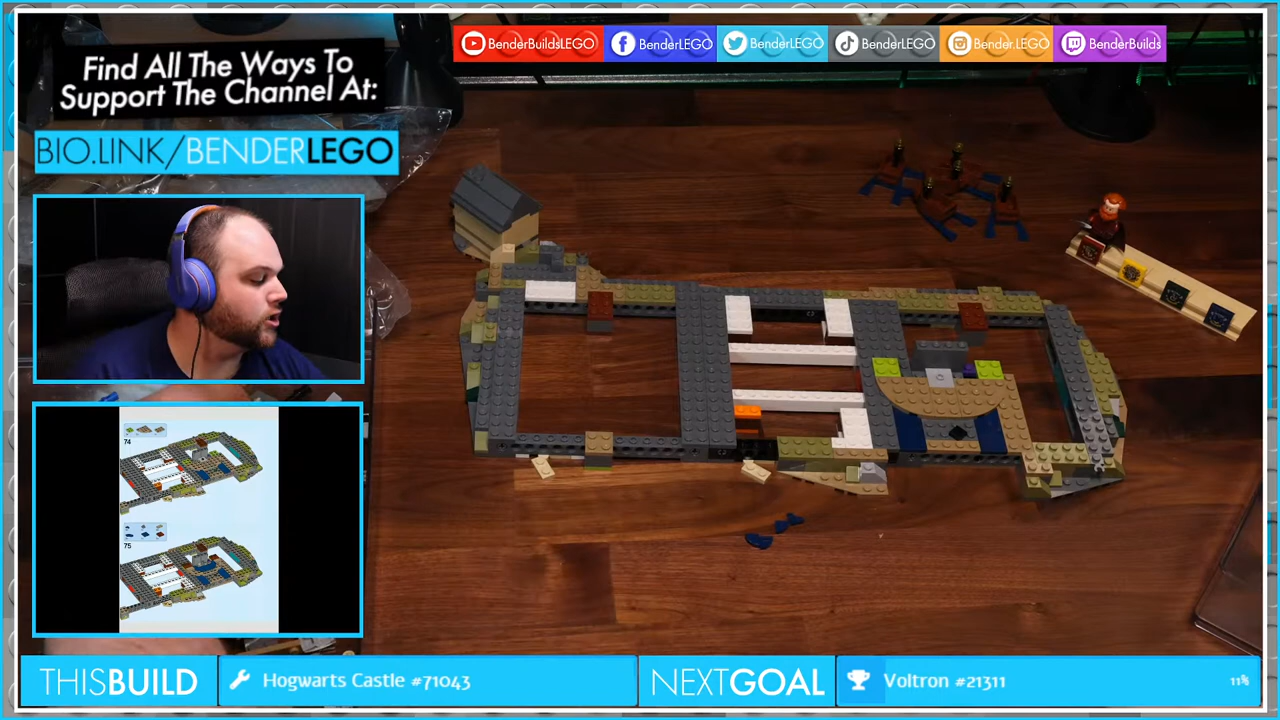 Find All The Ways To
Support The Channel At:
BIO.LINK/BENDERLEGO
BenderBuildsLEGO
BenderLEGO
BenderLEGO
BenderLEGO
Bender.LEGO
BenderBuilds
74
75
THISBUILD
Hogwarts Castle #71043
NEXTGOAL
Voltron #21311
11%